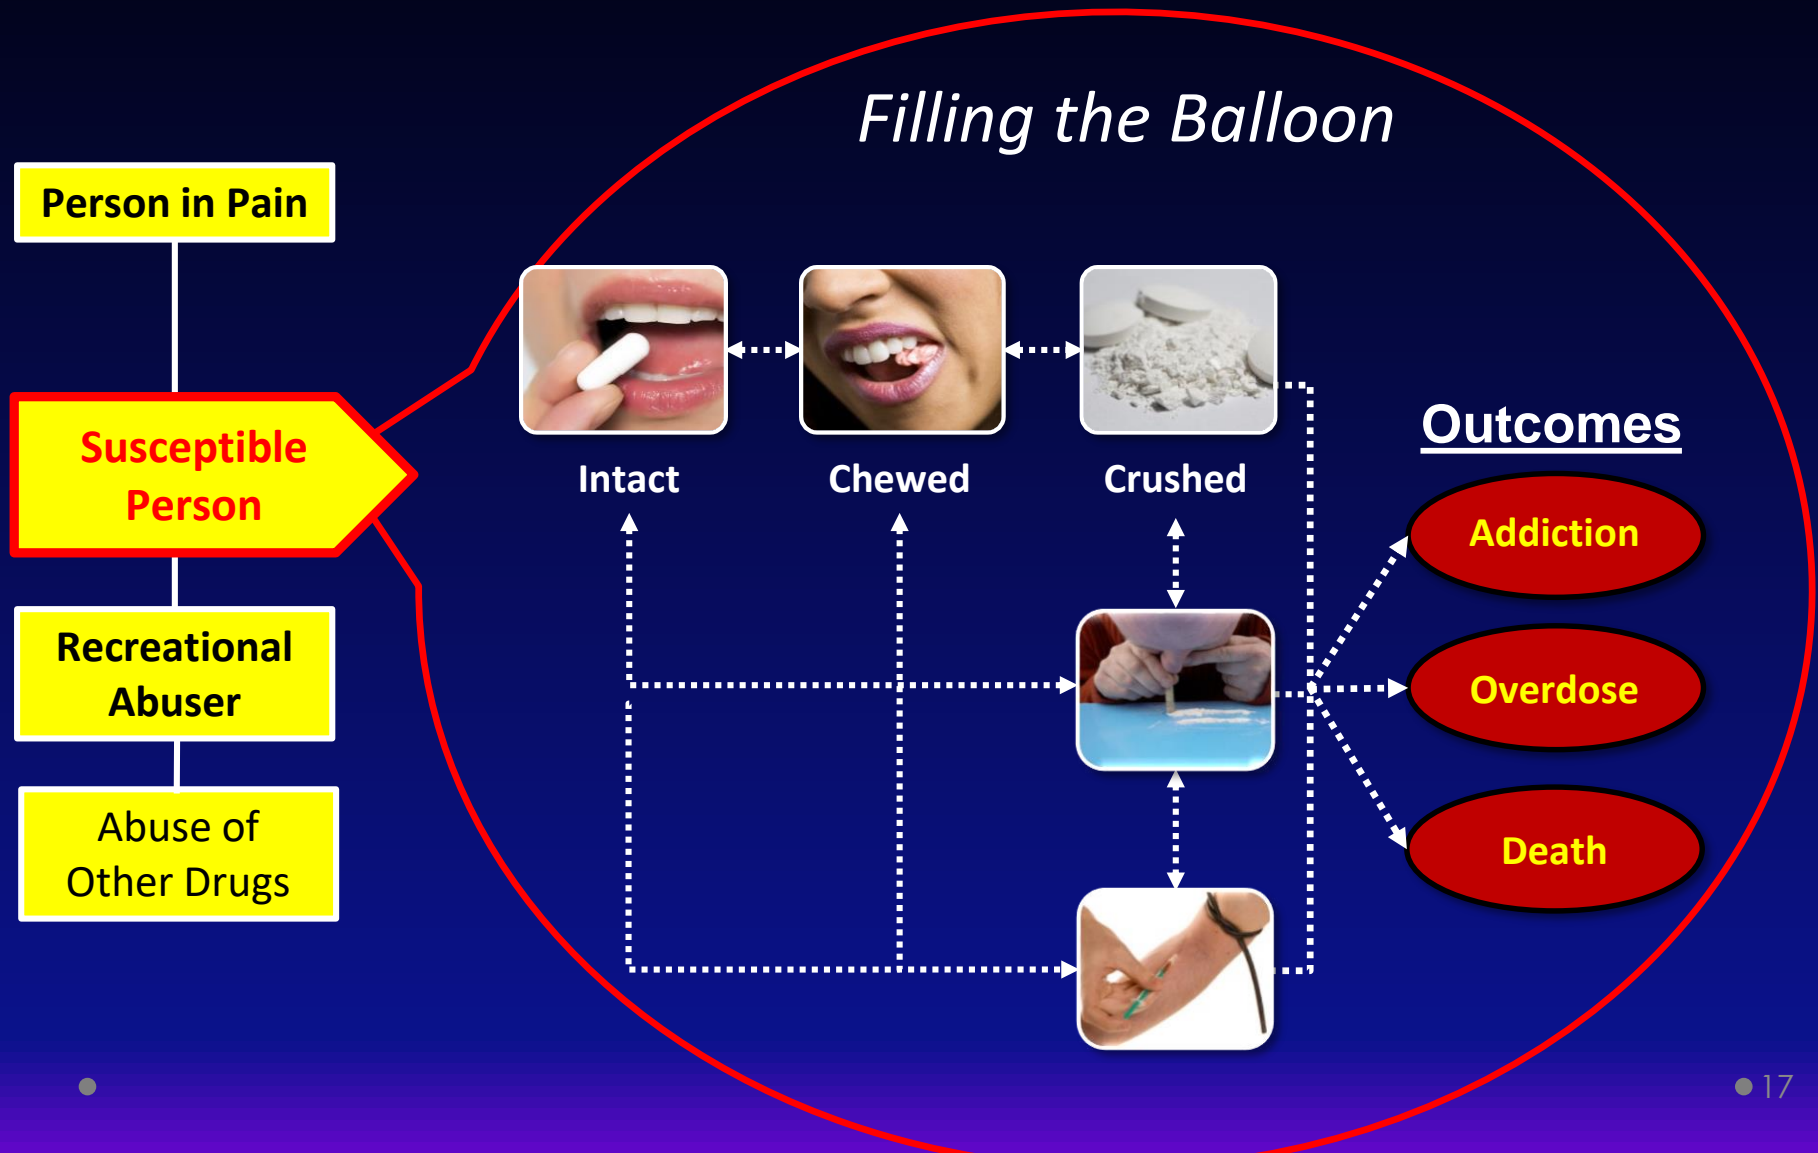 Filling the Balloon
Person in Pain
Susceptible
Person
Recreational
Abuser
Abuse of
Other Drugs
Intact
Chewed
Crushed
Outcomes
Addiction
Overdose
Death
17